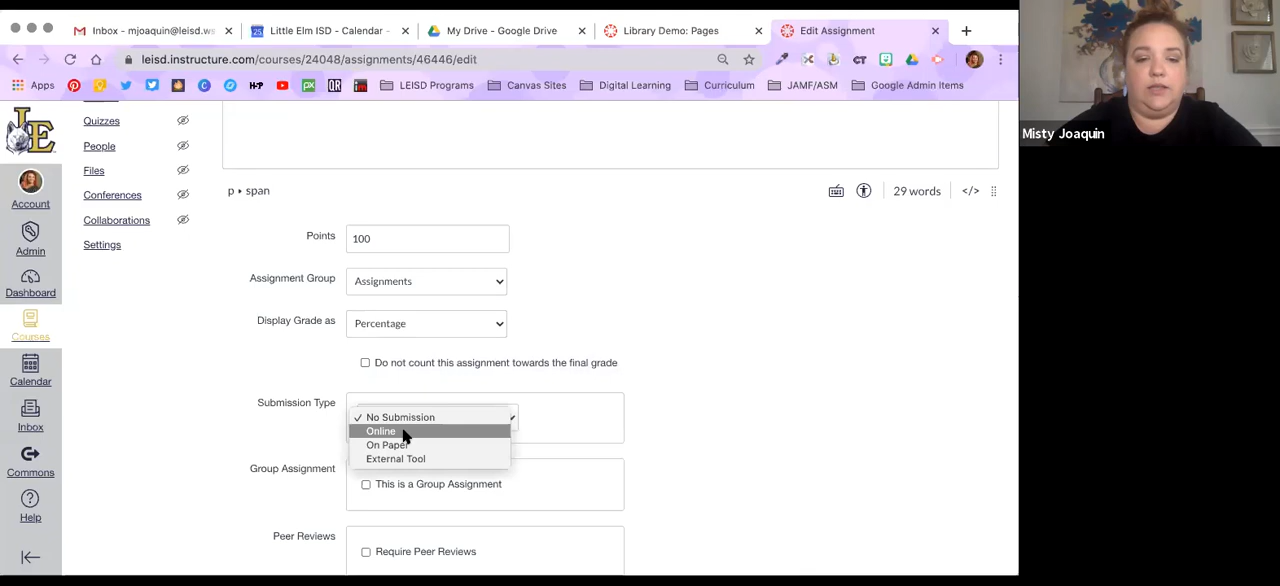 Inbox - mjoaquin@leisd.ws
Little Elm ISD - Calendar -
My Drive - Google Drive
Library Demo: Pages
Edit Assignment
leisd.instructure.com/courses/24048/assignments/46446/edit
Apps
H•P
px
QR
LEISD Programs
Canvas Sites
Digital Learning
Curriculum
JAMF/ASM
Google Admin Items
CT
Misty Joaquin
LE
Account
Admin
Dashboard
Courses
Calendar
Inbox
Commons
Help
Quizzes
People
Files
Conferences
Collaborations
Settings
p ▸ span
29 words
</>
Points
100
Assignment Group
Assignments
Display Grade as
Percentage
Do not count this assignment towards the final grade
Submission Type
✓ No Submission
Online
On Paper
External Tool
Group Assignment
This is a Group Assignment
Peer Reviews
Require Peer Reviews